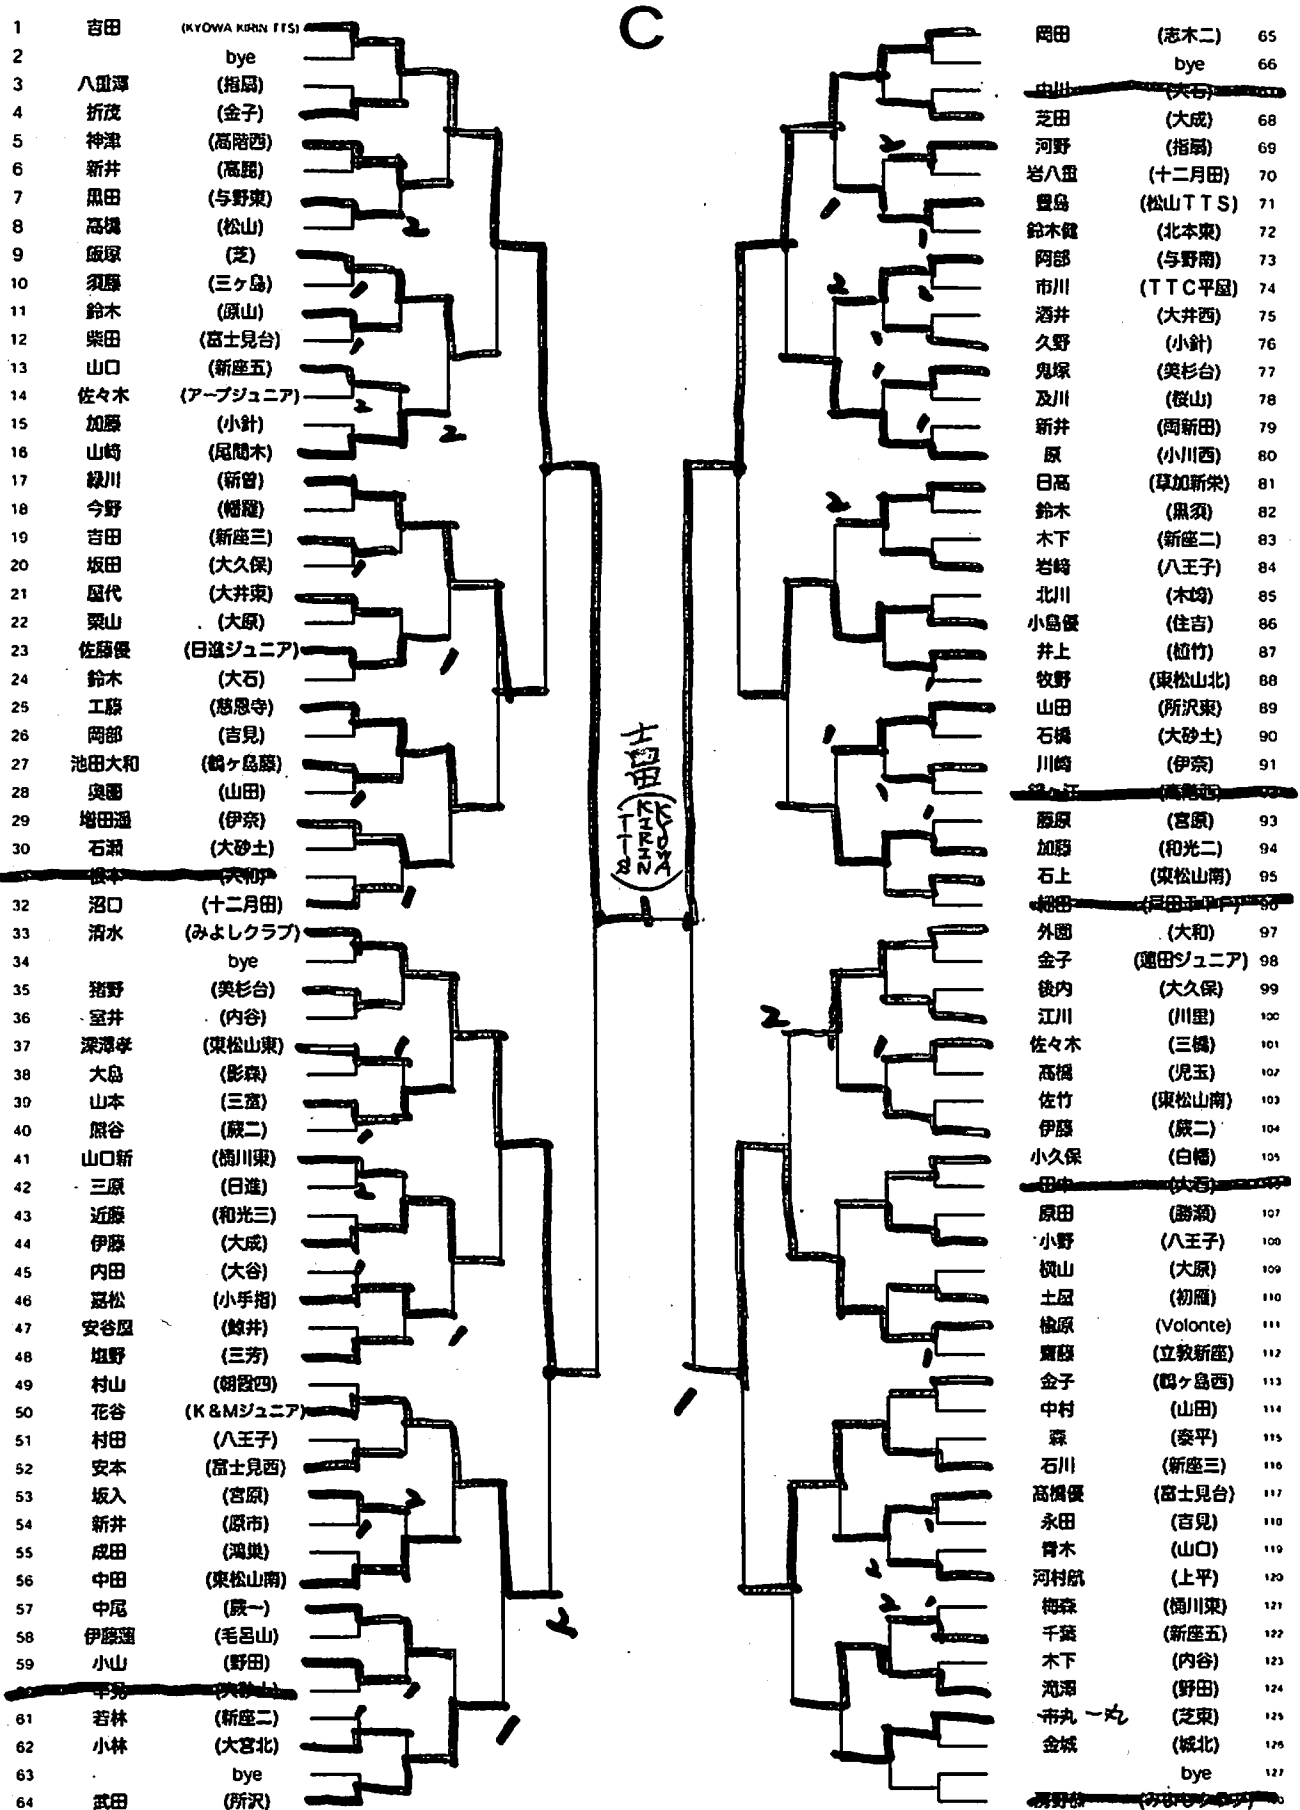 C
1 吉田 (KYOWA KIRIN TTS)
2 bye
3 八重澤 (指扇)
4 折茂 (金子)
5 神津 (高階西)
6 新井 (高麗)
7 黒田 (与野東)
8 高橋 (松山)
9 飯塚 (芝)
10 須藤 (三ヶ島)
11 鈴木 (原山)
12 柴田 (富士見台)
13 山口 (新座五)
14 佐々木 (アープジュニア)
15 加藤 (小針)
16 山崎 (尾間木)
17 緑川 (新曽)
18 今野 (幡羅)
19 吉田 (新座三)
20 坂田 (大久保)
21 屋代 (大井東)
22 栗山 (大原)
23 佐藤優 (日進ジュニア)
24 鈴木 (大石)
25 工藤 (慈恩寺)
26 岡部 (吉見)
27 池田大和 (鶴ヶ島藤)
28 奥園 (山田)
29 増田遥 (伊奈)
30 石瀬 (大砂土)
根本 (大和)
32 沼口 (十二月田)
33 清水 (みよしクラブ)
34 bye
35 猪野 (美杉台)
36 室井 (内谷)
37 深澤孝 (東松山東)
38 大島 (影森)
39 山本 (三室)
40 熊谷 (蕨二)
41 山口新 (桶川東)
42 三原 (日進)
43 近藤 (和光三)
44 伊藤 (大成)
45 内田 (大谷)
46 嘉松 (小手指)
47 安谷屋 (鯨井)
48 塩野 (三芳)
49 村山 (朝霞四)
50 花谷 (K&Mジュニア)
51 村田 (八王子)
52 安本 (富士見西)
53 坂入 (宮原)
54 新井 (原市)
55 成田 (鴻巣)
56 中田 (東松山南)
57 中尾 (蕨一)
58 伊藤蓮 (毛呂山)
59 小山 (野田)
早見 (大砂土)
61 若林 (新座二)
62 小林 (大宮北)
63 bye
64 武田 (所沢)
吉田
(KYOWA
KIRIN
TTS)
岡田 (志木二) 65
bye 66
中川 (大石)
芝田 (大成) 68
河野 (指扇) 69
岩八重 (十二月田) 70
豊島 (松山TTS) 71
鈴木健 (北本東) 72
阿部 (与野南) 73
市川 (TTC平屋) 74
酒井 (大井西) 75
久野 (小針) 76
鬼塚 (美杉台) 77
及川 (桜山) 78
新井 (岡新田) 79
原 (小川西) 80
日高 (草加新栄) 81
鈴木 (黒須) 82
木下 (新座二) 83
岩崎 (八王子) 84
北川 (木崎) 85
小島優 (住吉) 86
井上 (植竹) 87
牧野 (東松山北) 88
山田 (所沢東) 89
石橋 (大砂土) 90
川崎 (伊奈) 91
(高階西)
藤原 (宮原) 93
加藤 (和光二) 94
石上 (東松山南) 95
細田 96
外園 (大和) 97
金子 (蓮田ジュニア) 98
後内 (大久保) 99
江川 (川里) 100
佐々木 (三橋) 101
高橋 (児玉) 102
佐竹 (東松山南) 103
伊藤 (蕨二) 104
小久保 (白幡) 105
田中 (大石)
原田 (勝瀬) 107
小野 (八王子) 108
横山 (大原) 109
土屋 (初雁) 110
楡原 (Volonte) 111
齋藤 (立教新座) 112
金子 (鶴ヶ島西) 113
中村 (山田) 114
森 (泰平) 115
石川 (新座三) 116
高橋優 (富士見台) 117
永田 (吉見) 118
青木 (山口) 119
河村航 (上平) 120
梅森 (桶川東) 121
千葉 (新座五) 122
木下 (内谷) 123
滝澤 (野田) 124
市丸 一丸 (芝東) 125
金城 (城北) 126
bye 127